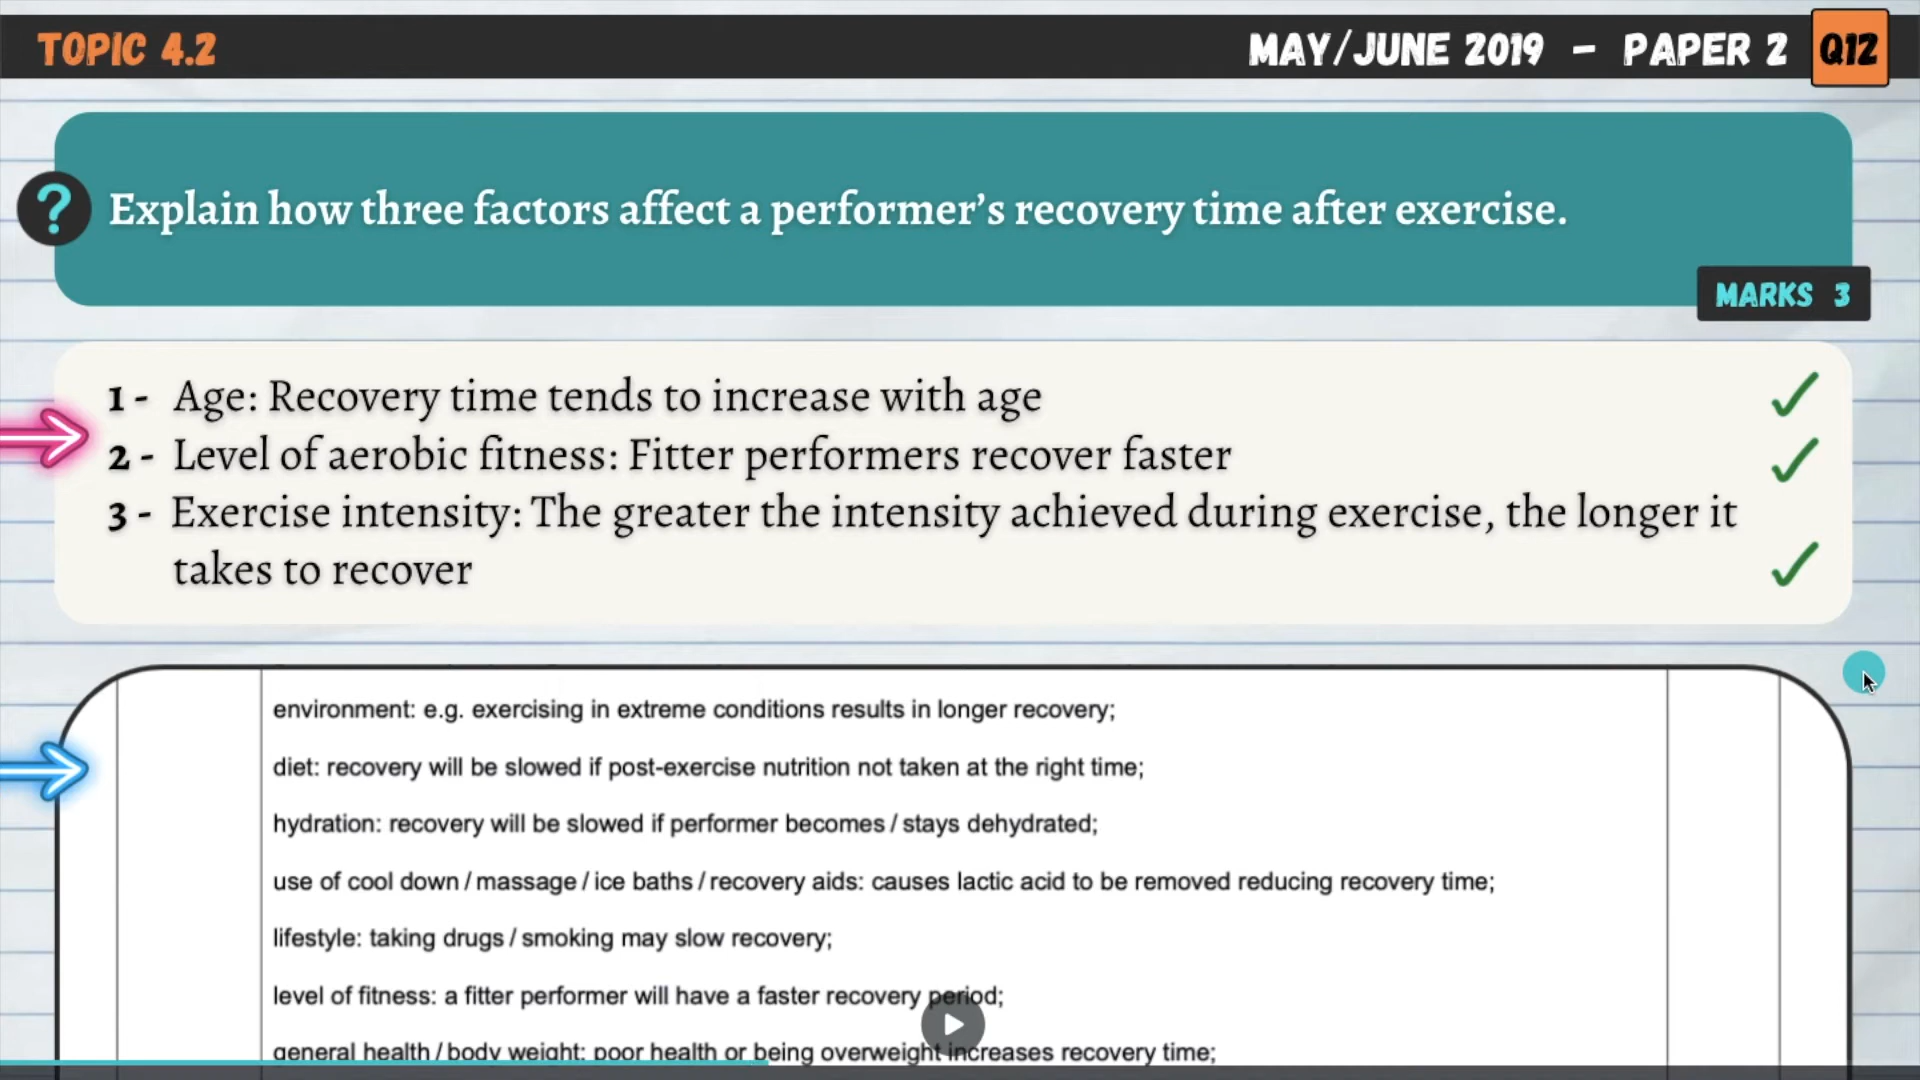 TOPIC 4.2
MAY/JUNE 2019 – PAPER 2 Q12
? Explain how three factors affect a performer's recovery time after exercise.
MARKS 3
1 - Age: Recovery time tends to increase with age
2 - Level of aerobic fitness: Fitter performers recover faster
3 - Exercise intensity: The greater the intensity achieved during exercise, the longer it
takes to recover
environment: e.g. exercising in extreme conditions results in longer recovery;
diet: recovery will be slowed if post-exercise nutrition not taken at the right time;
hydration: recovery will be slowed if performer becomes / stays dehydrated;
use of cool down / massage / ice baths / recovery aids: causes lactic acid to be removed reducing recovery time;
lifestyle: taking drugs / smoking may slow recovery;
level of fitness: a fitter performer will have a faster recovery period;
general health / body weight: poor health or being overweight increases recovery time;